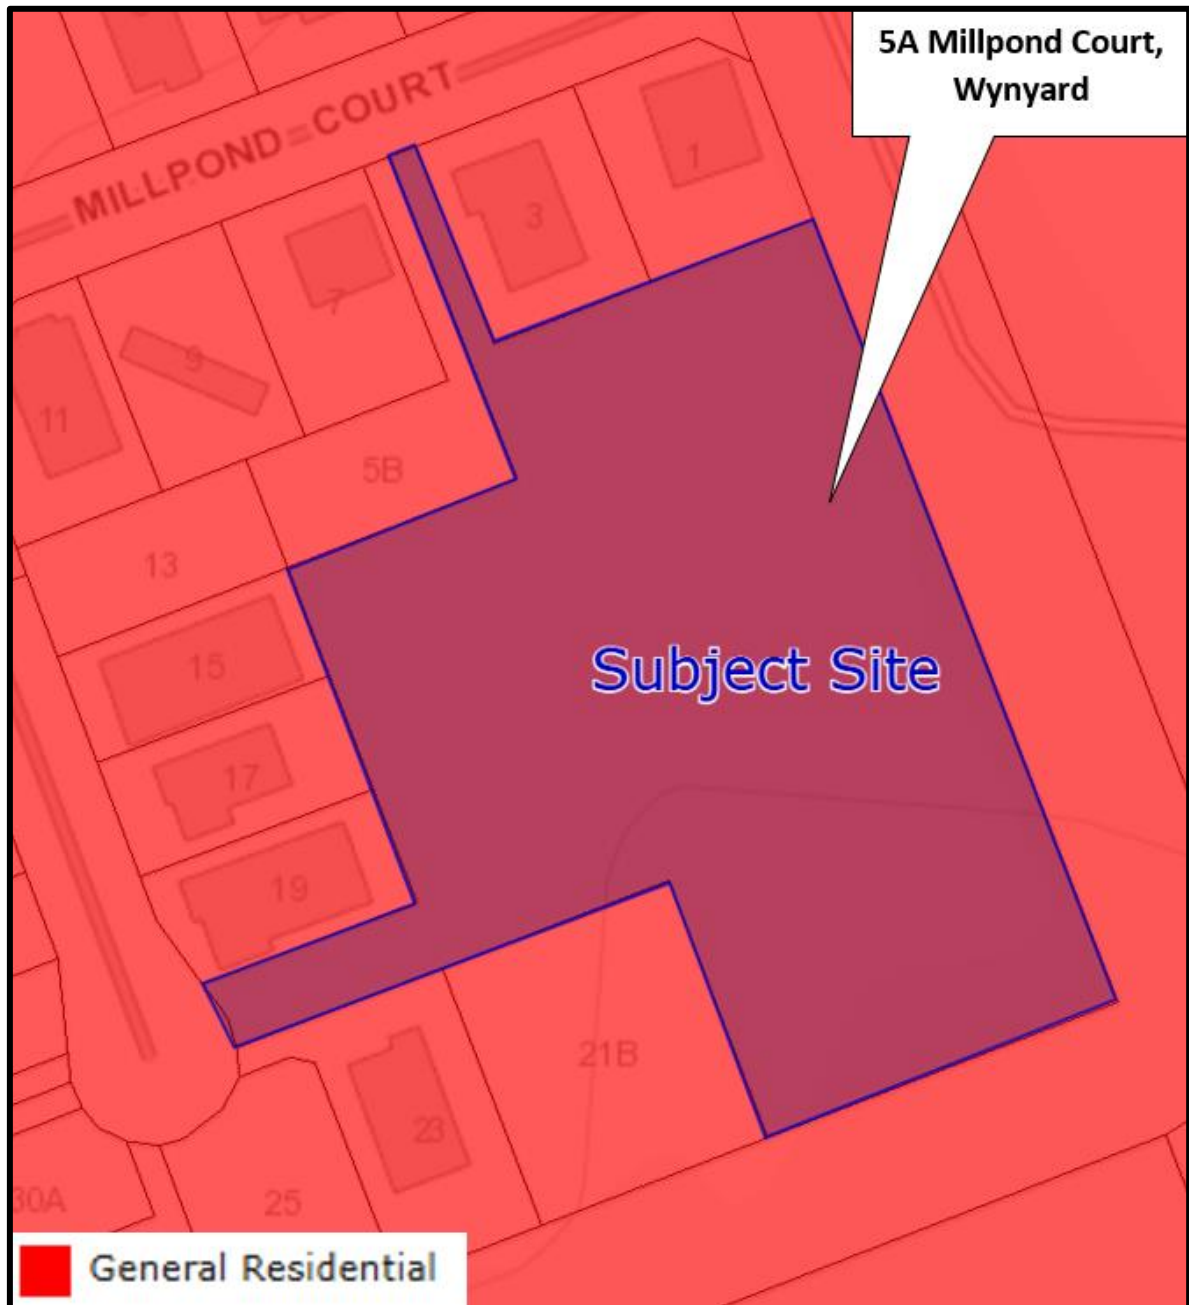 5A Millpond Court,
Wynyard
MILLPOND COURT
1
3
7
9
11
5B
13
15
Subject Site
17
19
21B
23
30A
25
General Residential